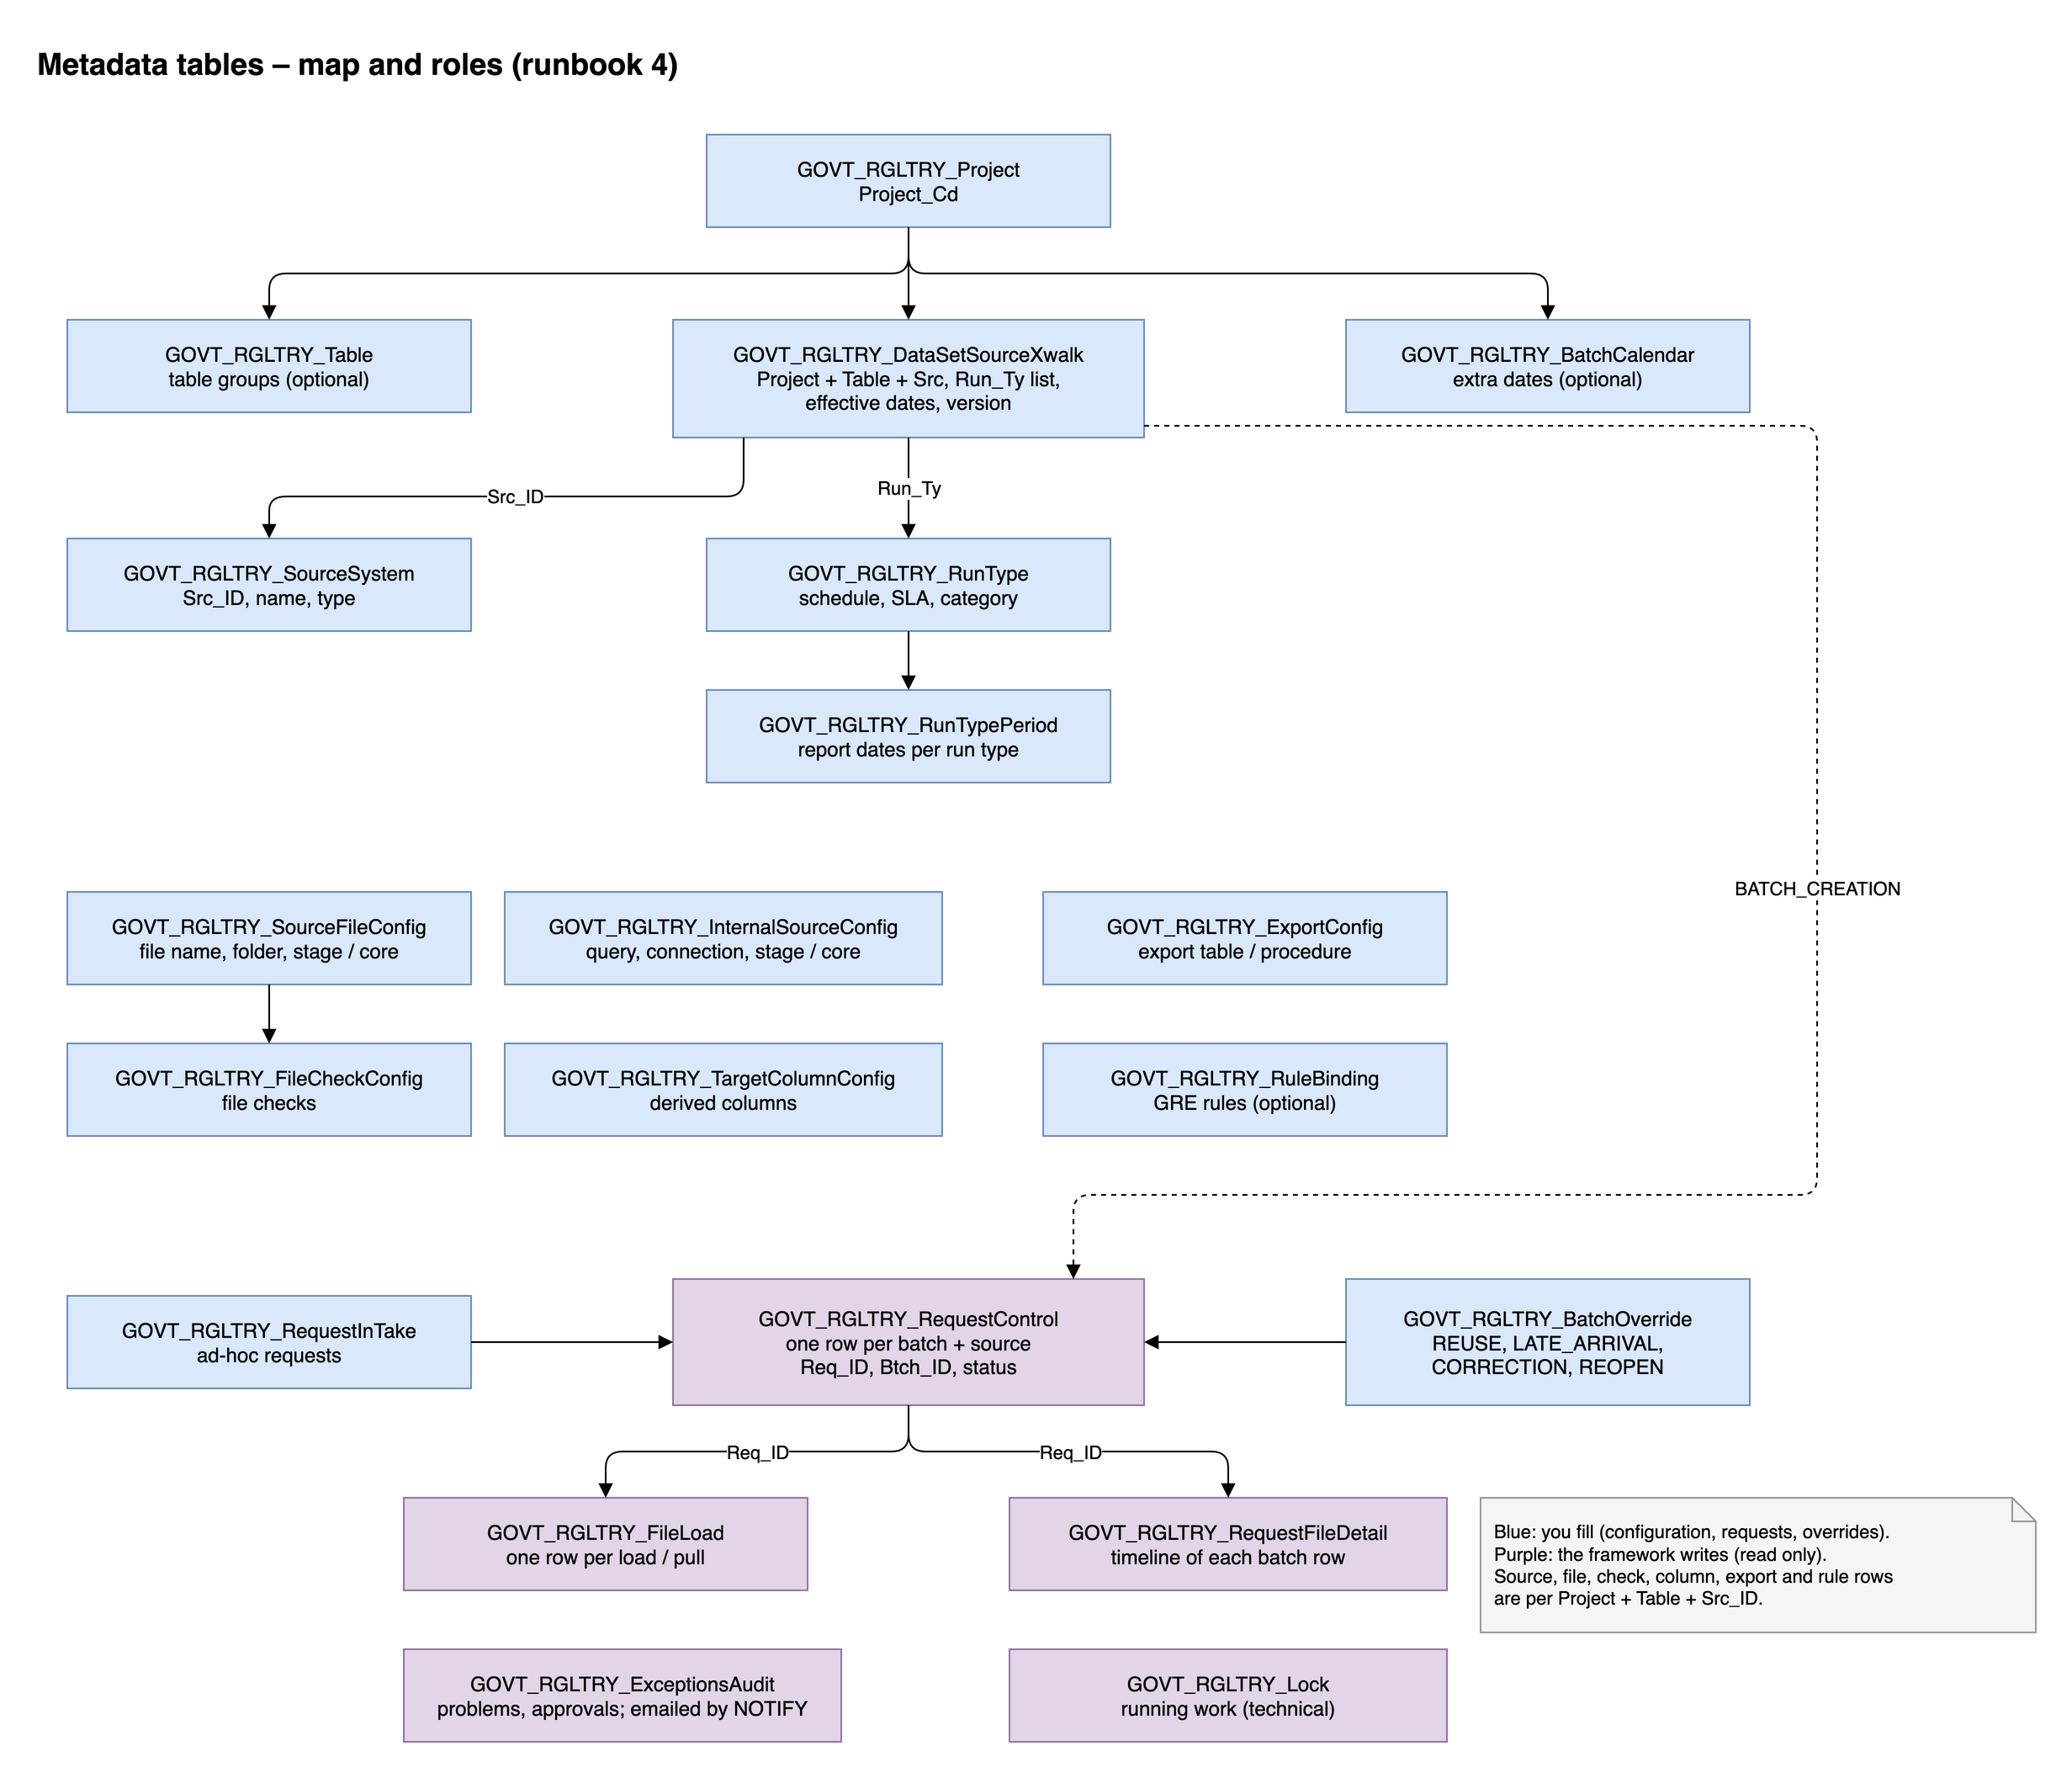 Metadata tables – map and roles (runbook 4)
GOVT_RGLTRY_Project
Project_Cd
GOVT_RGLTRY_Table
table groups (optional)
GOVT_RGLTRY_DataSetSourceXwalk
Project + Table + Src, Run_Ty list,
effective dates, version
GOVT_RGLTRY_BatchCalendar
extra dates (optional)
Src_ID
Run_Ty
GOVT_RGLTRY_SourceSystem
Src_ID, name, type
GOVT_RGLTRY_RunType
schedule, SLA, category
GOVT_RGLTRY_RunTypePeriod
report dates per run type
BATCH_CREATION
GOVT_RGLTRY_SourceFileConfig
file name, folder, stage / core
GOVT_RGLTRY_InternalSourceConfig
query, connection, stage / core
GOVT_RGLTRY_ExportConfig
export table / procedure
GOVT_RGLTRY_FileCheckConfig
file checks
GOVT_RGLTRY_TargetColumnConfig
derived columns
GOVT_RGLTRY_RuleBinding
GRE rules (optional)
GOVT_RGLTRY_RequestInTake
ad-hoc requests
GOVT_RGLTRY_RequestControl
one row per batch + source
Req_ID, Btch_ID, status
GOVT_RGLTRY_BatchOverride
REUSE, LATE_ARRIVAL,
CORRECTION, REOPEN
Req_ID
Req_ID
GOVT_RGLTRY_FileLoad
one row per load / pull
GOVT_RGLTRY_RequestFileDetail
timeline of each batch row
Blue: you fill (configuration, requests, overrides).
Purple: the framework writes (read only).
Source, file, check, column, export and rule rows
are per Project + Table + Src_ID.
GOVT_RGLTRY_ExceptionsAudit
problems, approvals; emailed by NOTIFY
GOVT_RGLTRY_Lock
running work (technical)